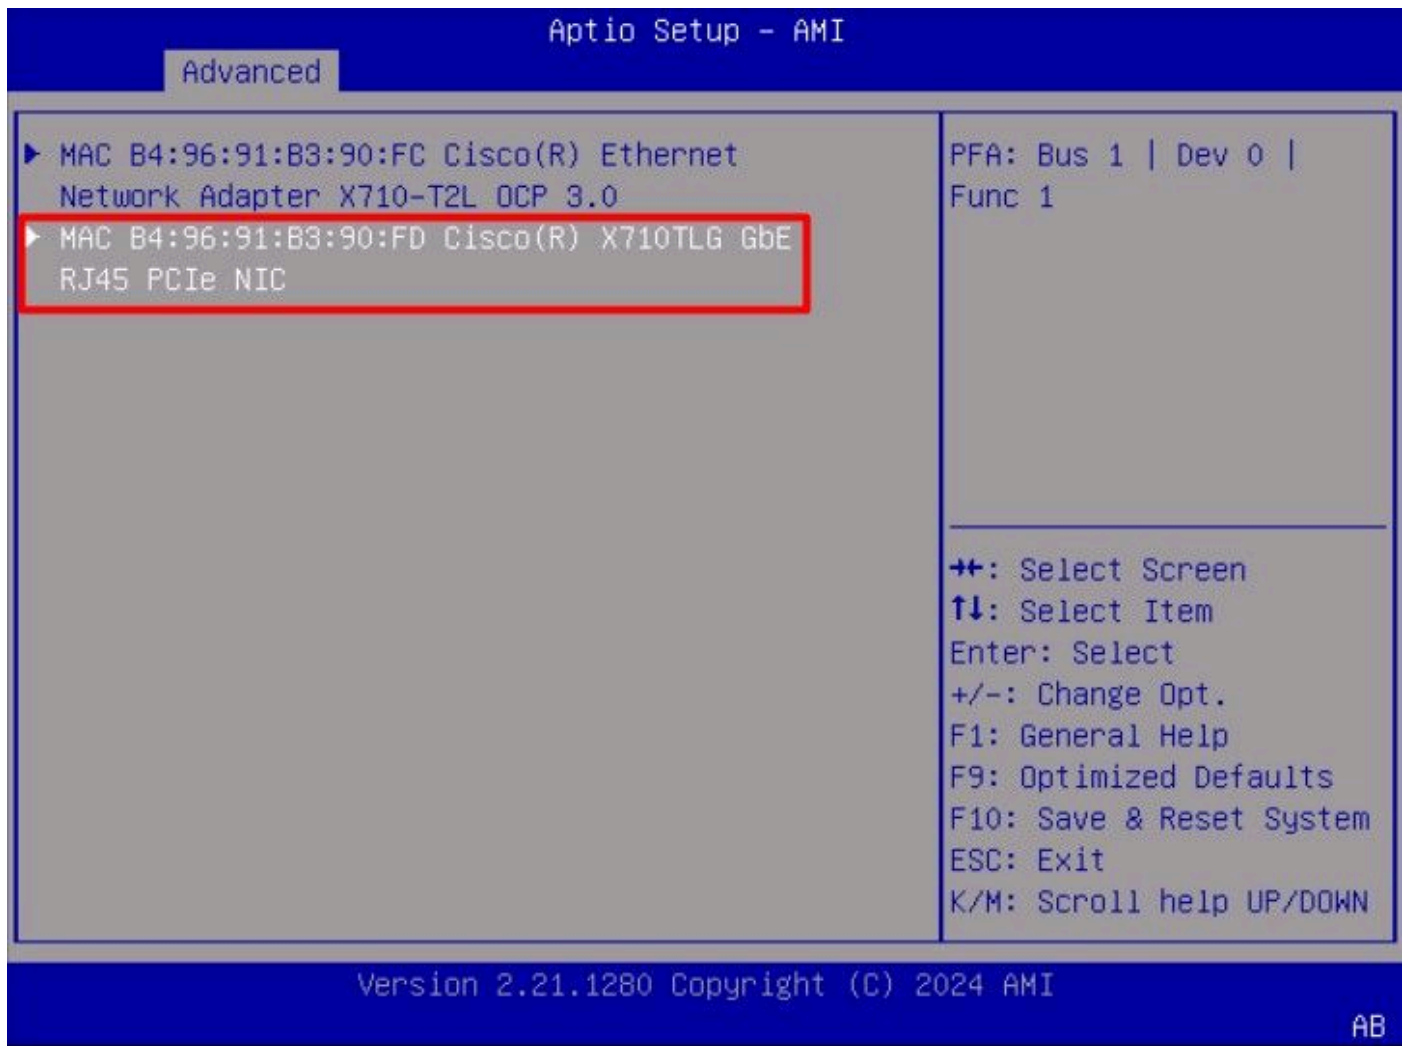 Aptio Setup – AMI
Advanced
MAC B4:96:91:B3:90:FC Cisco(R) Ethernet
Network Adapter X710-T2L OCP 3.0
MAC B4:96:91:B3:90:FD Cisco(R) X710TLG GbE
RJ45 PCIe NIC
PFA: Bus 1 | Dev 0 |
Func 1
→←: Select Screen
↑↓: Select Item
Enter: Select
+/-: Change Opt.
F1: General Help
F9: Optimized Defaults
F10: Save & Reset System
ESC: Exit
K/M: Scroll help UP/DOWN
Version 2.21.1280 Copyright (C) 2024 AMI
AB